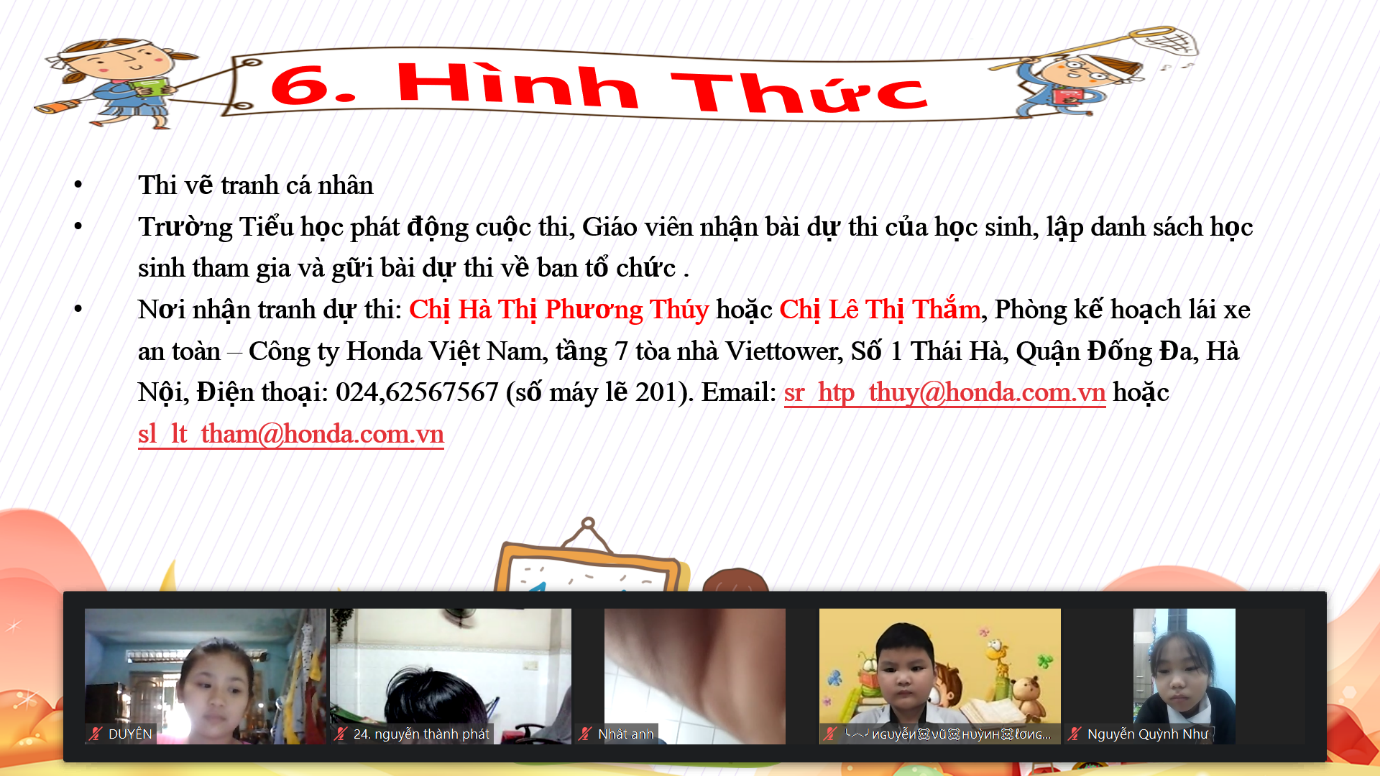 6. Hình Thức
• Thi vẽ tranh cá nhân
• Trường Tiểu học phát động cuộc thi, Giáo viên nhận bài dự thi của học sinh, lập danh sách học
sinh tham gia và gữi bài dự thi về ban tổ chức .
• Nơi nhận tranh dự thi: Chị Hà Thị Phương Thúy hoặc Chị Lê Thị Thắm, Phòng kế hoạch lái xe
an toàn – Công ty Honda Việt Nam, tầng 7 tòa nhà Viettower, Số 1 Thái Hà, Quận Đống Đa, Hà
Nội, Điện thoại: 024,62567567 (số máy lẽ 201). Email: sr_htp_thuy@honda.com.vn hoặc
sl_lt_tham@honda.com.vn
DUYÊN
24. nguyễn thành phát
Nhât anh
Nguyễn Quỳnh Như